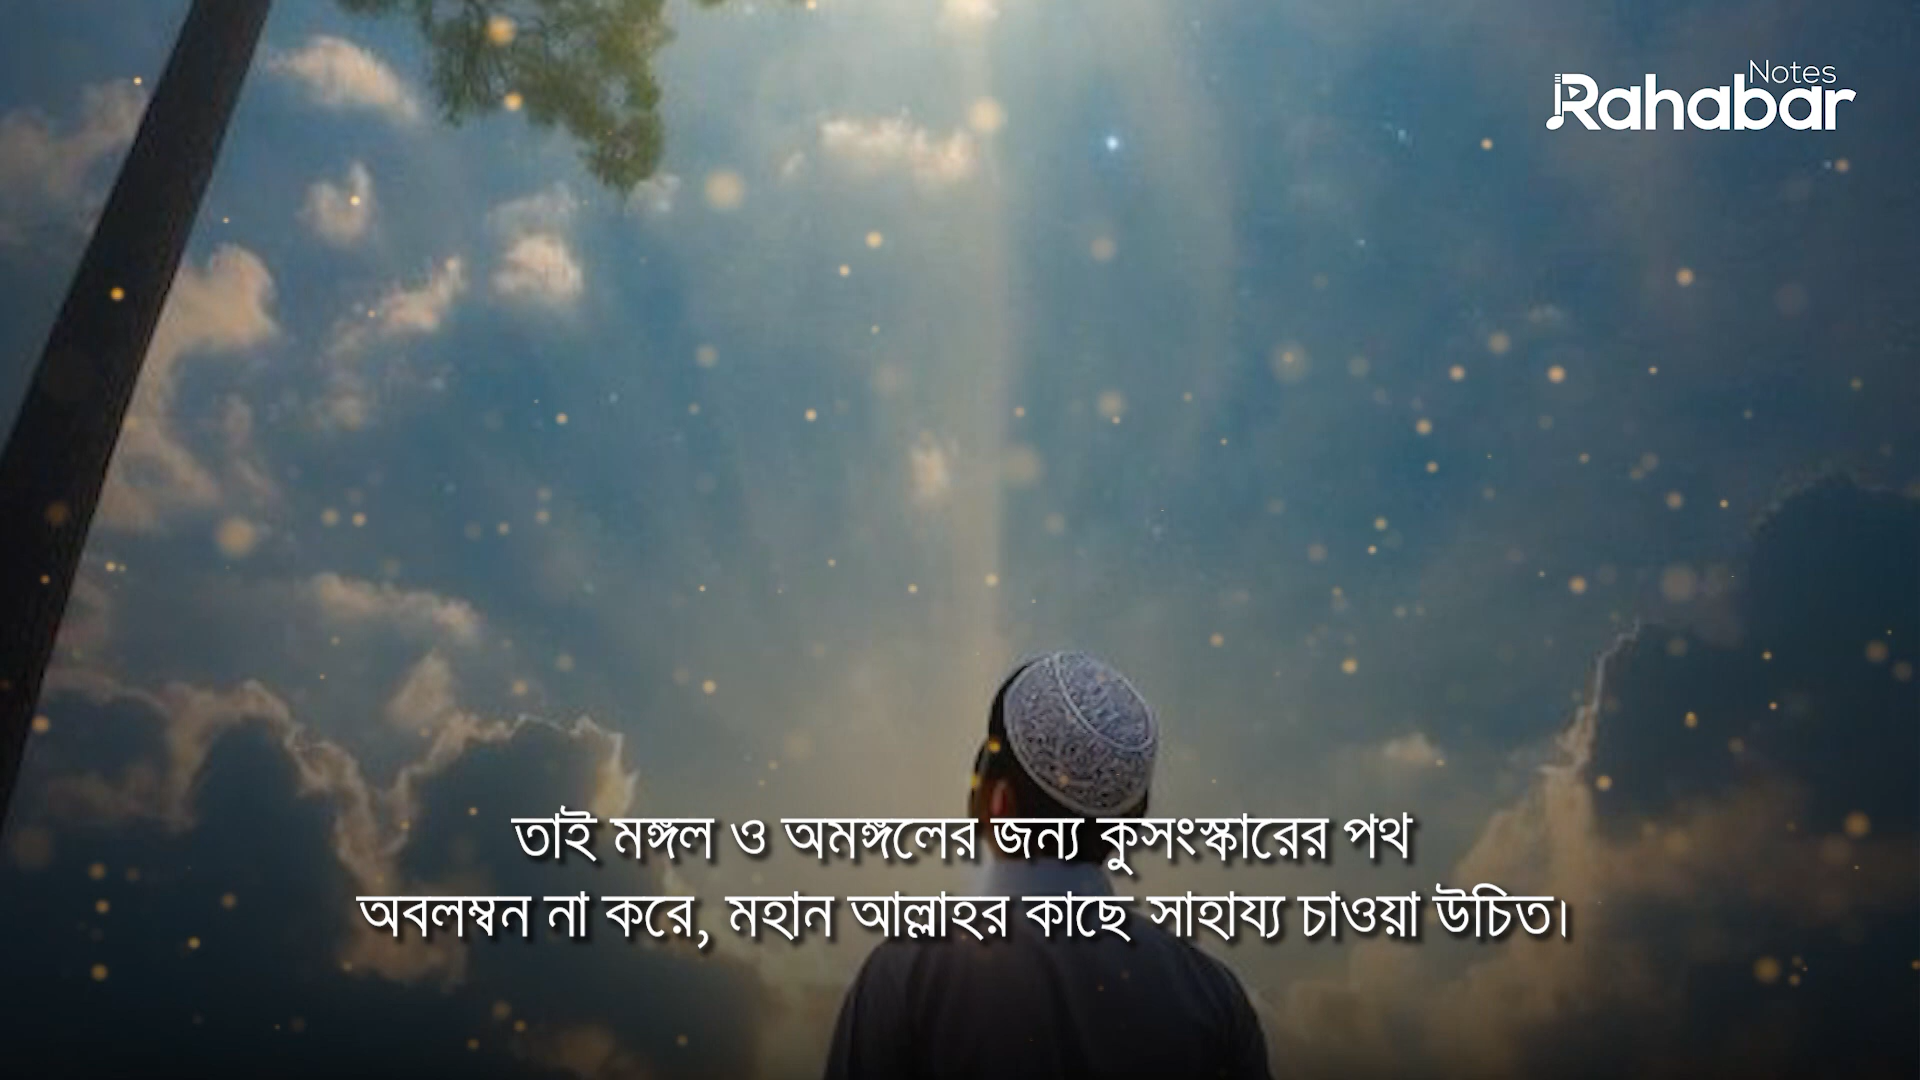 Notes
Rahabar
তাই মঙ্গল ও অমঙ্গলের জন্য কুসংস্কারের পথ
অবলম্বন না করে, মহান আল্লাহর কাছে সাহায্য চাওয়া উচিত।